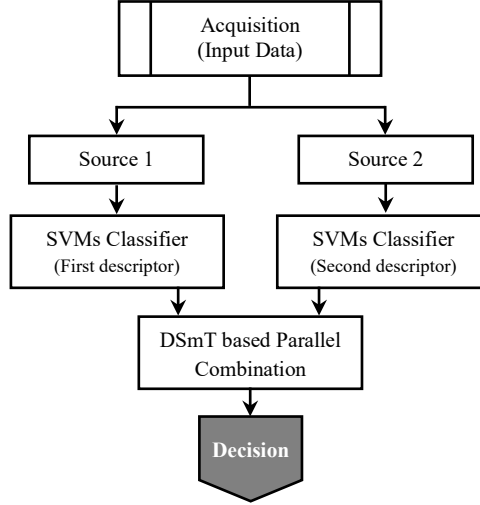 Acquisition
(Input Data)
Source 1
Source 2
SVMs Classifier
(First descriptor)
SVMs Classifier
(Second descriptor)
DSmT based Parallel
Combination
Decision